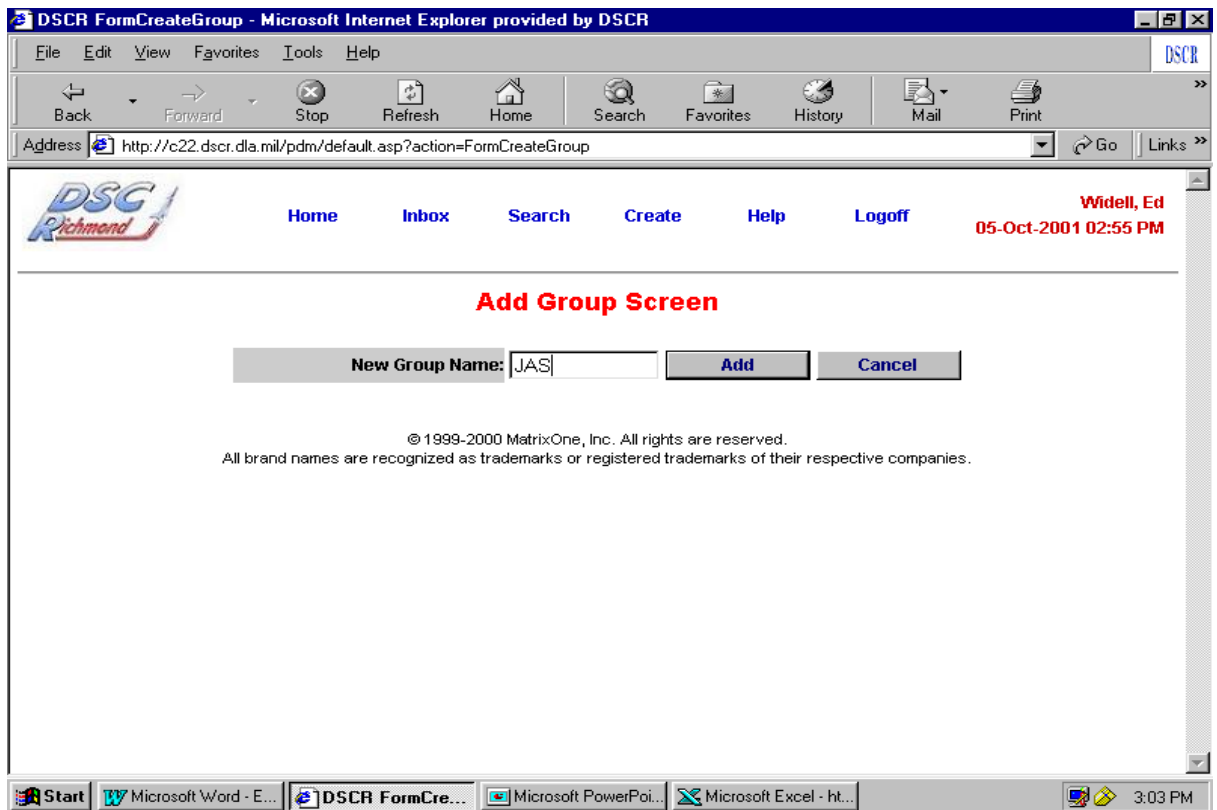 DSCR FormCreateGroup - Microsoft Internet Explorer provided by DSCR
File Edit View Favorites Tools Help DSCR
Back Forward Stop Refresh Home Search Favorites History Mail Print »
Address http://c22.dscr.dla.mil/pdm/default.asp?action=FormCreateGroup Go Links »
DSC Richmond
Home Inbox Search Create Help Logoff
Widell, Ed
05-Oct-2001 02:55 PM
Add Group Screen
New Group Name: JAS Add Cancel
© 1999-2000 MatrixOne, Inc. All rights are reserved.
All brand names are recognized as trademarks or registered trademarks of their respective companies.
Start Microsoft Word - E... DSCR FormCre... Microsoft PowerPoi... Microsoft Excel - ht... 3:03 PM